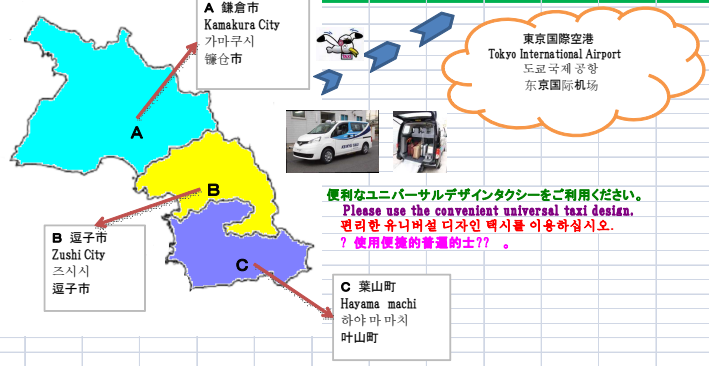 A 鎌倉市
Kamakura City
가마쿠시
镰仓市
東京国際空港
Tokyo International Airport
도쿄국제공항
东京国际机场
A
B
C
便利なユニバーサルデザインタクシーをご利用ください。
Please use the convenient universal taxi design.
편리한 유니버설 디자인 택시를 이용하십시오.
? 使用便捷的普遍的士?? 。
B 逗子市
Zushi City
즈시시
逗子市
C 葉山町
Hayama machi
하야마마치
叶山町